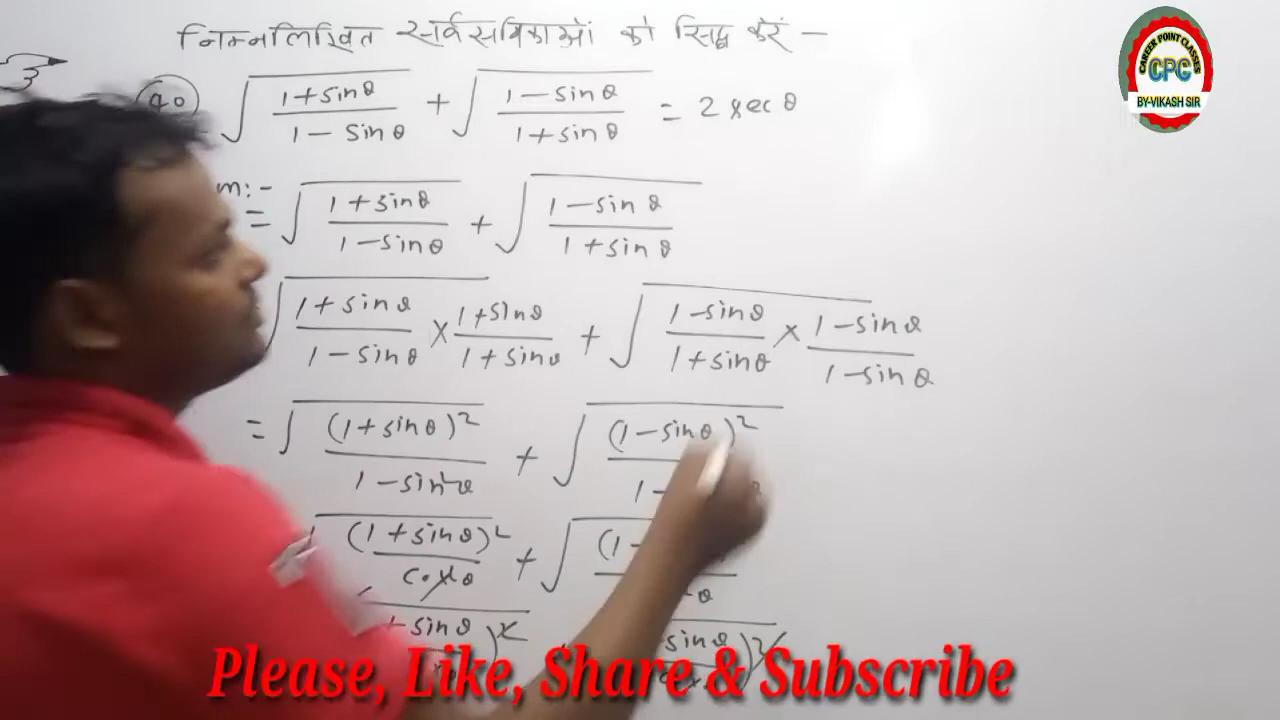 निम्नलिखित सर्वसमिकाओं को सिद्ध करें —
CAREER POINT CLASSES
CPC
BY-VIKASH SIR
√((1+sinθ)/(1-sinθ)) + √((1-sinθ)/(1+sinθ)) = 2 secθ
= √((1+sinθ)/(1-sinθ)) + √((1-sinθ)/(1+sinθ))
√((1+sinθ)/(1-sinθ) × (1+sinθ)/(1+sinθ)) + √((1-sinθ)/(1+sinθ) × (1-sinθ)/(1-sinθ))
= √((1+sinθ)²/(1-sin²θ)) + √((1-sinθ)²/
(1+sinθ)²/cos²θ + √
Please, Like, Share & Subscribe